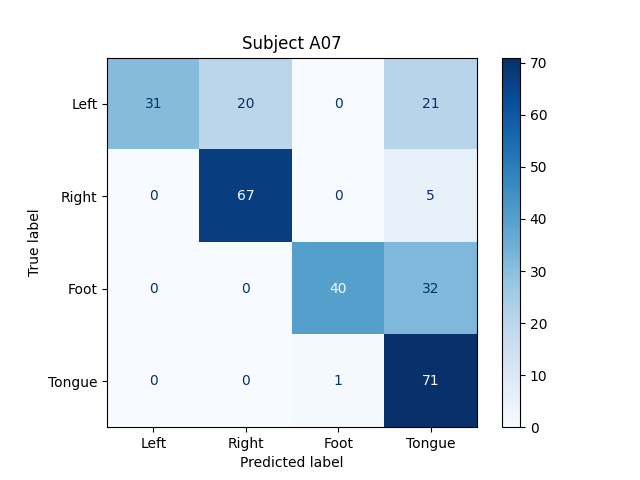 Subject A07
Left 31 20 0 21
Right 0 67 0 5
Foot 0 0 40 32
Tongue 0 0 1 71
Left Right Foot Tongue
Predicted label
True label
70
60
50
40
30
20
10
0